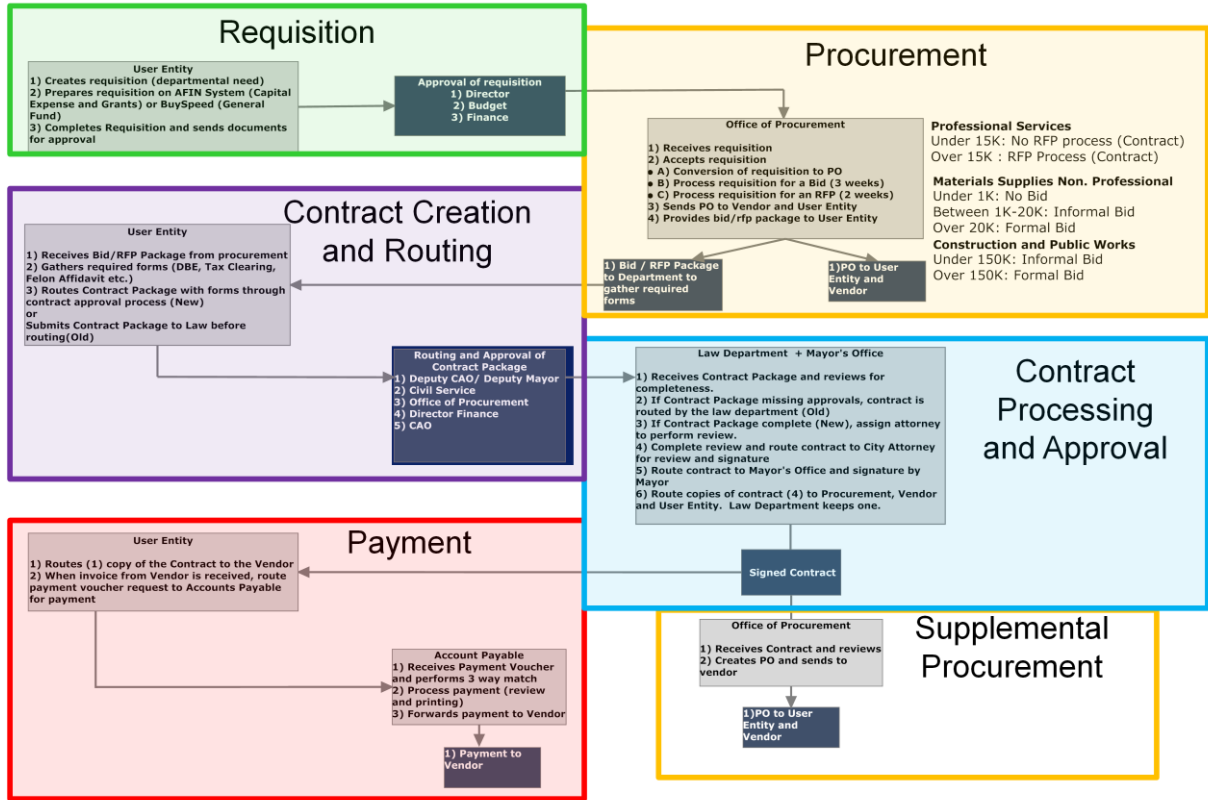 Requisition
User Entity
1) Creates requisition (departmental need)
2) Prepares requisition on AFIN System (Capital
Expense and Grants) or BuySpeed (General
Fund)
3) Completes Requisition and sends documents
for approval
Approval of requisition
1) Director
2) Budget
3) Finance
Procurement
Office of Procurement
1) Receives requisition
2) Accepts requisition
• A) Conversion of requisition to PO
• B) Process requisition for a Bid (3 weeks)
• C) Process requisition for an RFP (2 weeks)
3) Sends PO to Vendor and User Entity
4) Provides bid/rfp package to User Entity
Professional Services
Under 15K: No RFP process (Contract)
Over 15K : RFP Process (Contract)
Materials Supplies Non. Professional
Under 1K: No Bid
Between 1K-20K: Informal Bid
Over 20K: Formal Bid
Construction and Public Works
Under 150K: Informal Bid
Over 150K: Formal Bid
1) Bid / RFP Package
to Department to
gather required
forms
1)PO to User
Entity and
Vendor
Contract Creation
and Routing
User Entity
1) Receives Bid/RFP Package from procurement
2) Gathers required forms (DBE, Tax Clearing,
Felon Affidavit etc.)
3) Routes Contract Package with forms through
contract approval process (New)
or
Submits Contract Package to Law before
routing(Old)
Routing and Approval of
Contract Package
1) Deputy CAO/ Deputy Mayor
2) Civil Service
3) Office of Procurement
4) Director Finance
5) CAO
Contract
Processing
and Approval
Law Department + Mayor's Office
1) Receives Contract Package and reviews for
completeness.
2) If Contract Package missing approvals, contract is
routed by the law department (Old)
3) If Contract Package complete (New), assign attorney
to perform review.
4) Complete review and route contract to City Attorney
for review and signature
5) Route contract to Mayor's Office and signature by
Mayor
6) Route copies of contract (4) to Procurement, Vendor
and User Entity. Law Department keeps one.
Signed Contract
Payment
User Entity
1) Routes (1) copy of the Contract to the Vendor
2) When invoice from Vendor is received, route
payment voucher request to Accounts Payable
for payment
Account Payable
1) Receives Payment Voucher
and performs 3 way match
2) Process payment (review
and printing)
3) Forwards payment to Vendor
1) Payment to
Vendor
Supplemental
Procurement
Office of Procurement
1) Receives Contract and reviews
2) Creates PO and sends to
vendor
1)PO to User
Entity and
Vendor